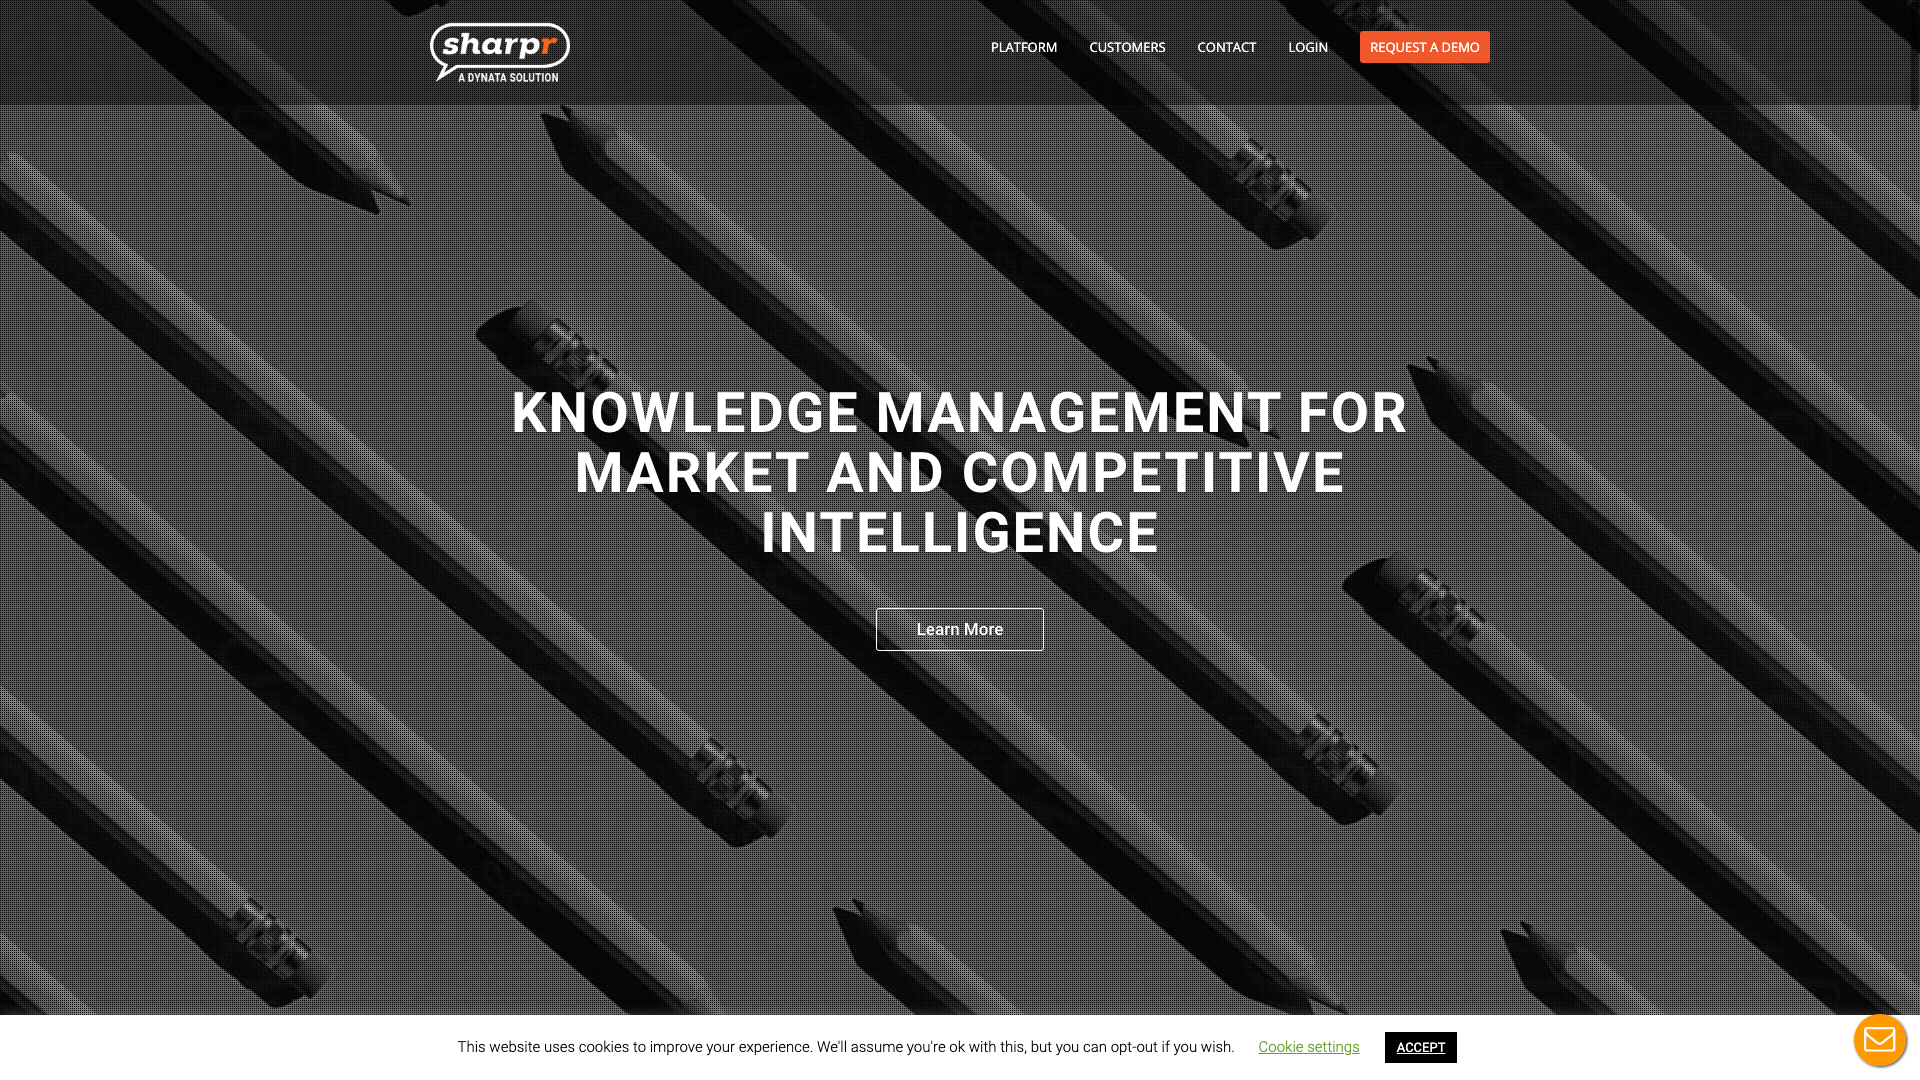 sharpr
A DYNATA SOLUTION
PLATFORM CUSTOMERS CONTACT LOGIN REQUEST A DEMO
KNOWLEDGE MANAGEMENT FOR
MARKET AND COMPETITIVE
INTELLIGENCE
Learn More
This website uses cookies to improve your experience. We'll assume you're ok with this, but you can opt-out if you wish. Cookie settings ACCEPT